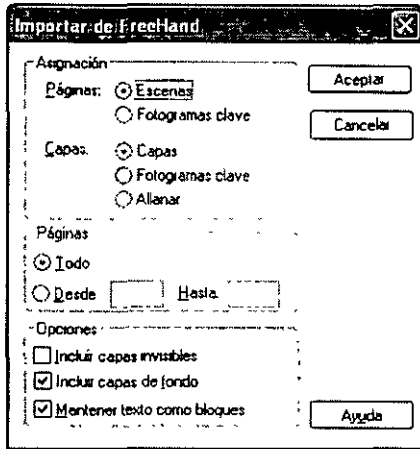 Importar de FreeHand
Asignación
Páginas: Escenas
Fotogramas clave
Capas. Capas
Fotogramas clave
Allanar
Páginas
Todo
Desde Hasta
Opciones
Incluir capas invisibles
Incluir capas de fondo
Mantener texto como bloques
Aceptar
Cancelar
Ayuda